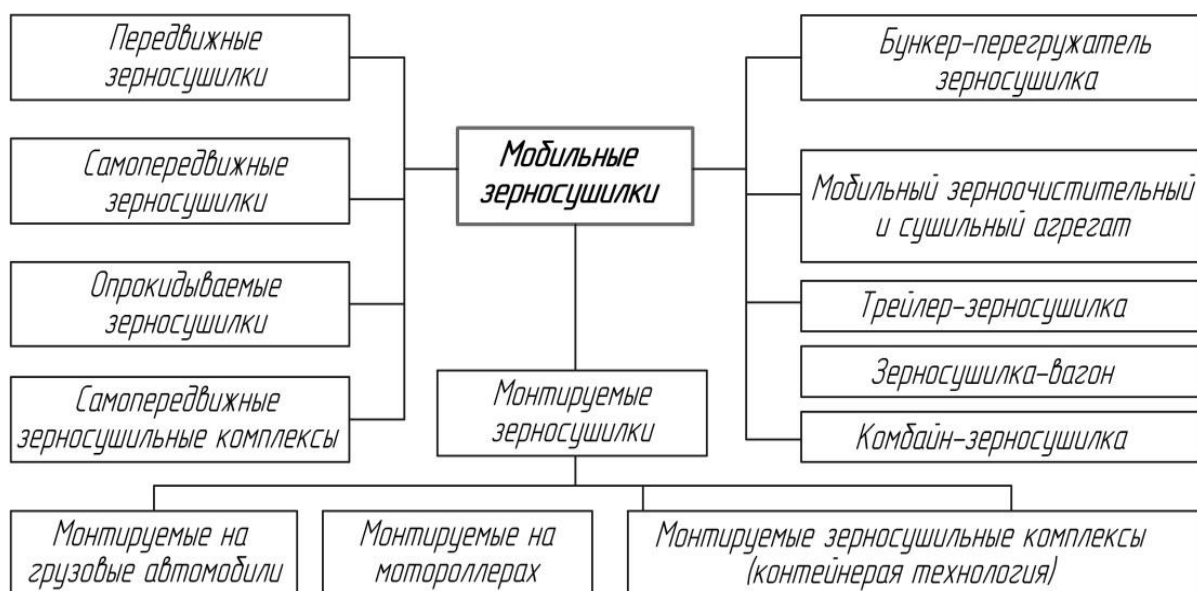 Передвижные
зерносушилки
Самопередвижные
зерносушилки
Опрокидываемые
зерносушилки
Самопередвижные
зерносушильные комплексы
Мобильные
зерносушилки
Монтируемые
зерносушилки
Бункер-перегружатель
зерносушилка
Мобильный зерноочистительный
и сушильный агрегат
Трейлер-зерносушилка
Зерносушилка-вагон
Комбайн-зерносушилка
Монтируемые на
грузовые автомобили
Монтируемые на
мотороллерах
Монтируемые зерносушильные комплексы
(контейнерая технология)